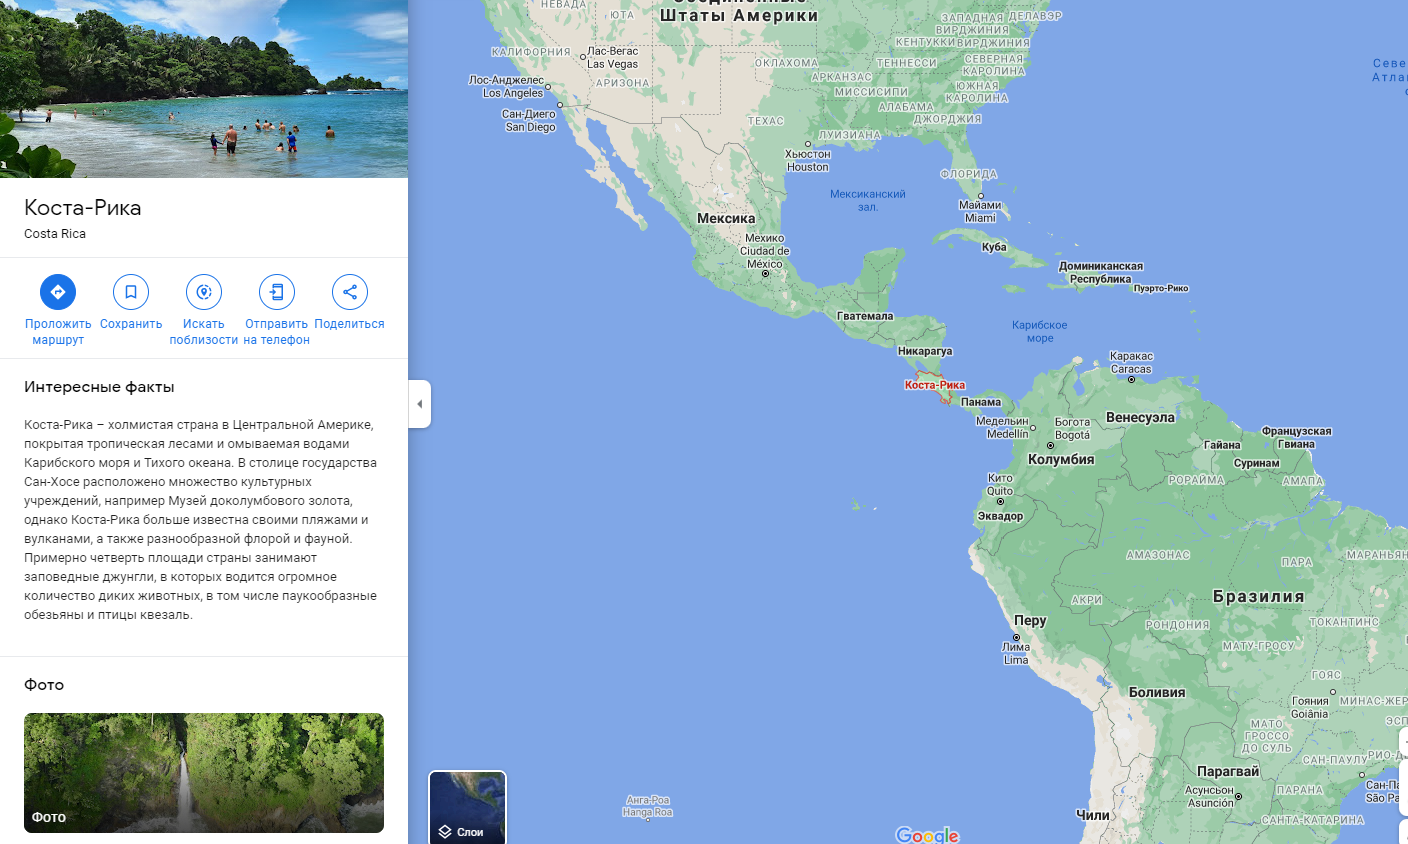 Коста-Рика
Costa Rica
Проложить
маршрут
Сохранить
Искать
поблизости
Отправить
на телефон
Поделиться
Интересные факты
Коста-Рика – холмистая страна в Центральной Америке,
покрытая тропическая лесами и омываемая водами
Карибского моря и Тихого океана. В столице государства
Сан-Хосе расположено множество культурных
учреждений, например Музей доколумбового золота,
однако Коста-Рика больше известна своими пляжами и
вулканами, а также разнообразной флорой и фауной.
Примерно четверть площади страны занимают
заповедные джунгли, в которых водится огромное
количество диких животных, в том числе паукообразные
обезьяны и птицы квезаль.
Фото
Фото
Слои
НЕВАДА
ЮТА
Штаты Америки
ЗАПАДНАЯ
ВИРДЖИНИЯ
ДЕЛАВЭР
КЕНТУККИ
ВИРДЖИНИЯ
КАЛИФОРНИЯ
Лас-Вегас
Las Vegas
ОКЛАХОМА
ТЕННЕССИ
СЕВЕРНАЯ
КАРОЛИНА
Лос-Анджелес
Los Angeles
АРИЗОНА
АРКАНЗАС
МИССИСИПИ
ЮЖНАЯ
КАРОЛИНА
АЛАБАМА
ДЖОРДЖИЯ
Сан-Диего
San Diego
ТЕХАС
ЛУИЗИАНА
Хьюстон
Houston
ФЛОРИДА
Мексиканский
зал.
Майами
Miami
Мексика
Мехико
Ciudad de
México
Куба
Доминиканская
Республика
Пуэрто-Рико
Гватемала
Карибское
море
Никарагуа
Каракас
Caracas
Коста-Рика
Панама
Медельин
Medellín
Богота
Bogotá
Венесуэла
Французская
Гвиана
Гайана
Суринам
Колумбия
РОРАЙМА
АМАПА
Кито
Quito
Эквадор
АМАЗОНАС
ПАРА
МАРАНЬЯН
АКРИ
Бразилия
Перу
РОНДОНИЯ
ТОКАНТИНС
Лима
Lima
МАТУ-ГРОСУ
ГОЯС
Боливия
Гояния
Goiânia
МИНАС-ЖЕР
ЭСП
МАТО
ГРОССО
ДО СУЛЬ
САН-ПАУЛУ
РИО-Д
Парагвай
Асунсьон
Asunción
ПАРАНА
Сан-П
São Pa
Анга-Роа
Hanga Roa
Чили
САНТА-КАТАРИНА
Google